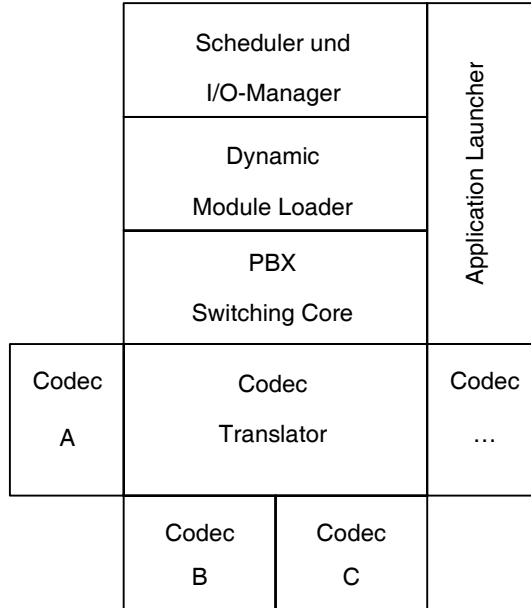 Scheduler und
I/O-Manager
Application Launcher
Dynamic
Module Loader
PBX
Switching Core
Codec
A
Codec
Translator
Codec
…
Codec
B
Codec
C